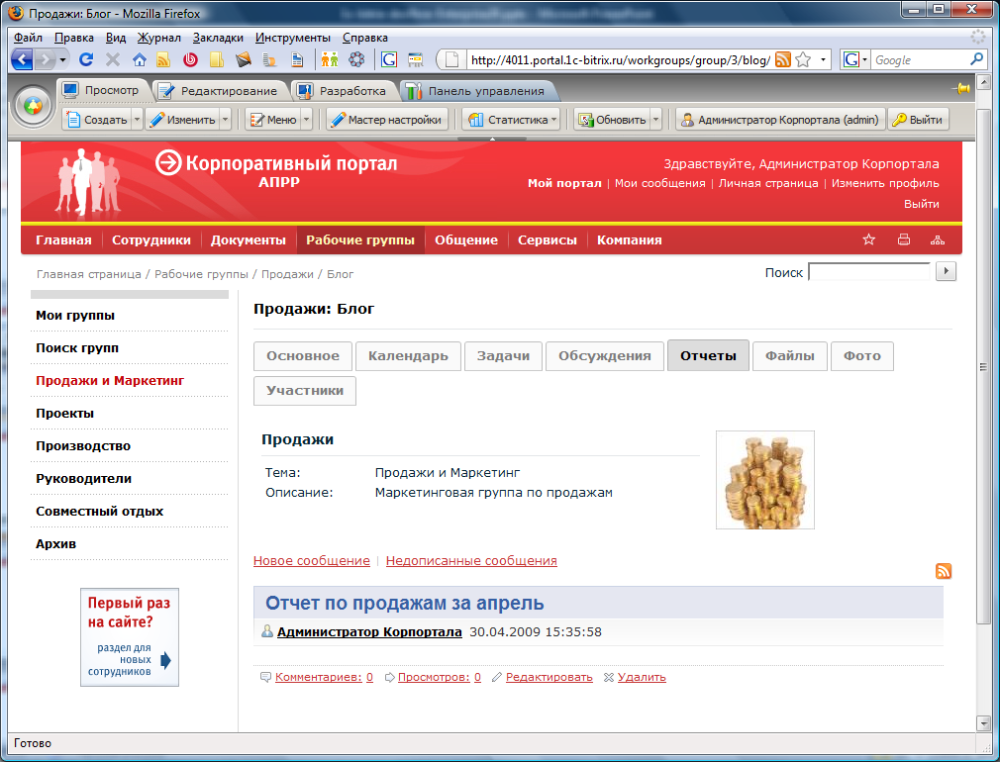 Продажи: Блог - Mozilla Firefox
Файл Правка Вид Журнал Закладки Инструменты Справка
http://4011.portal.1c-bitrix.ru/workgroups/group/3/blog/ Google
Просмотр Редактирование Разработка Панель управления
Создать Изменить Меню Мастер настройки Статистика Обновить Администратор Корпортала (admin) Выйти
Корпоративный портал
АПРР
Здравствуйте, Администратор Корпортала
Мой портал | Мои сообщения | Личная страница | Изменить профиль
Выйти
Главная Сотрудники Документы Рабочие группы Общение Сервисы Компания
Главная страница / Рабочие группы / Продажи / Блог
Поиск
Мои группы
Поиск групп
Продажи и Маркетинг
Проекты
Производство
Руководители
Совместный отдых
Архив
Первый раз
на сайте?
раздел для
новых
сотрудников
Продажи: Блог
Основное Календарь Задачи Обсуждения Отчеты Файлы Фото
Участники
Продажи
Тема: Продажи и Маркетинг
Описание: Маркетинговая группа по продажам
Новое сообщение | Недописанные сообщения
Отчет по продажам за апрель
Администратор Корпортала 30.04.2009 15:35:58
Комментариев: 0 Просмотров: 0 Редактировать Удалить
Готово